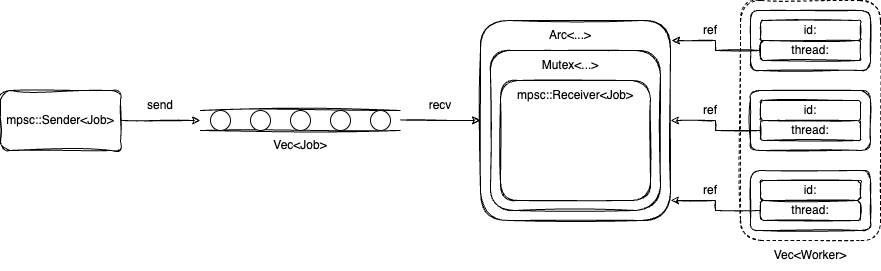 mpsc::Sender<Job>
send
Vec<Job>
recv
Arc<...>
Mutex<...>
mpsc::Receiver<Job>
ref
id:
thread:
ref
id:
thread:
ref
id:
thread:
Vec<Worker>